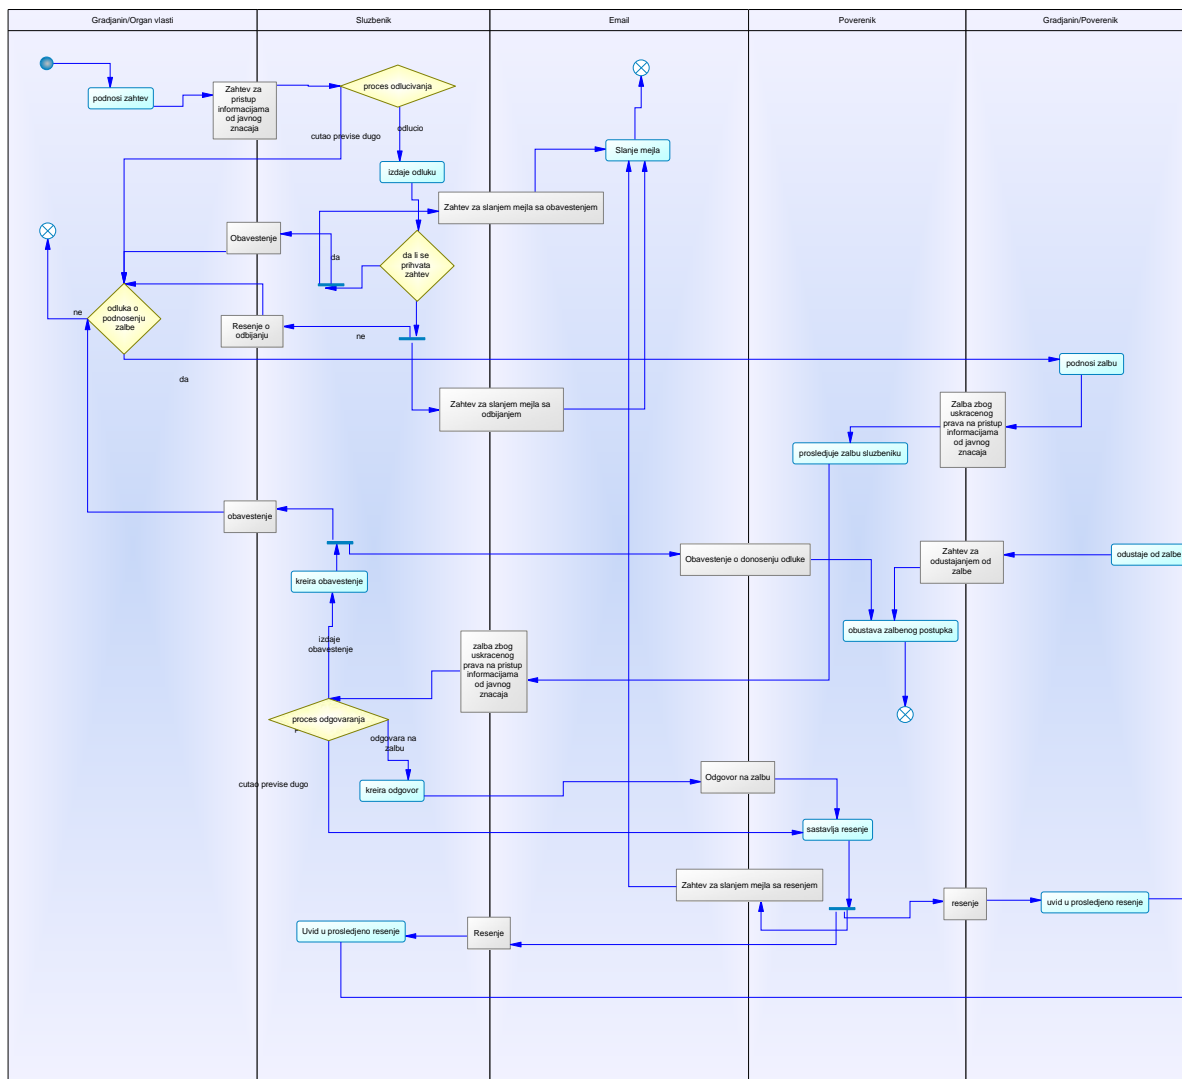 Gradjanin/Organ vlasti
Sluzbenik
Email
Poverenik
Gradjanin/Poverenik
podnosi zahtev
Zahtev za
pristup
informacijama
od javnog
znacaja
proces odlucivanja
cutao previse dugo
odlucio
izdaje odluku
Slanje mejla
Zahtev za slanjem mejla sa obavestenjem
Obavestenje
da
da li se
prihvata
zahtev
ne
odluka o
podnosenju
zalbe
Resenje o
odbijanju
ne
podnosi zalbu
da
Zahtev za slanjem mejla sa
odbijanjem
Zalba zbog
uskracenog
prava na pristup
informacijama
od javnog
znacaja
prosledjuje zalbu sluzbeniku
obavestenje
Obavestenje o donosenju odluke
Zahtev za
odustajanjem od
zalbe
odustaje od zalbe
kreira obavestenje
obustava zalbenog postupka
izdaje
obavestenje
zalba zbog
uskracenog
prava na pristup
informacijama
od javnog
znacaja
proces odgovaranja
odgovara na
zalbu
cutao previse dugo
kreira odgovor
Odgovor na zalbu
sastavlja resenje
Zahtev za slanjem mejla sa resenjem
resenje
uvid u prosledjeno resenje
Uvid u prosledjeno resenje
Resenje